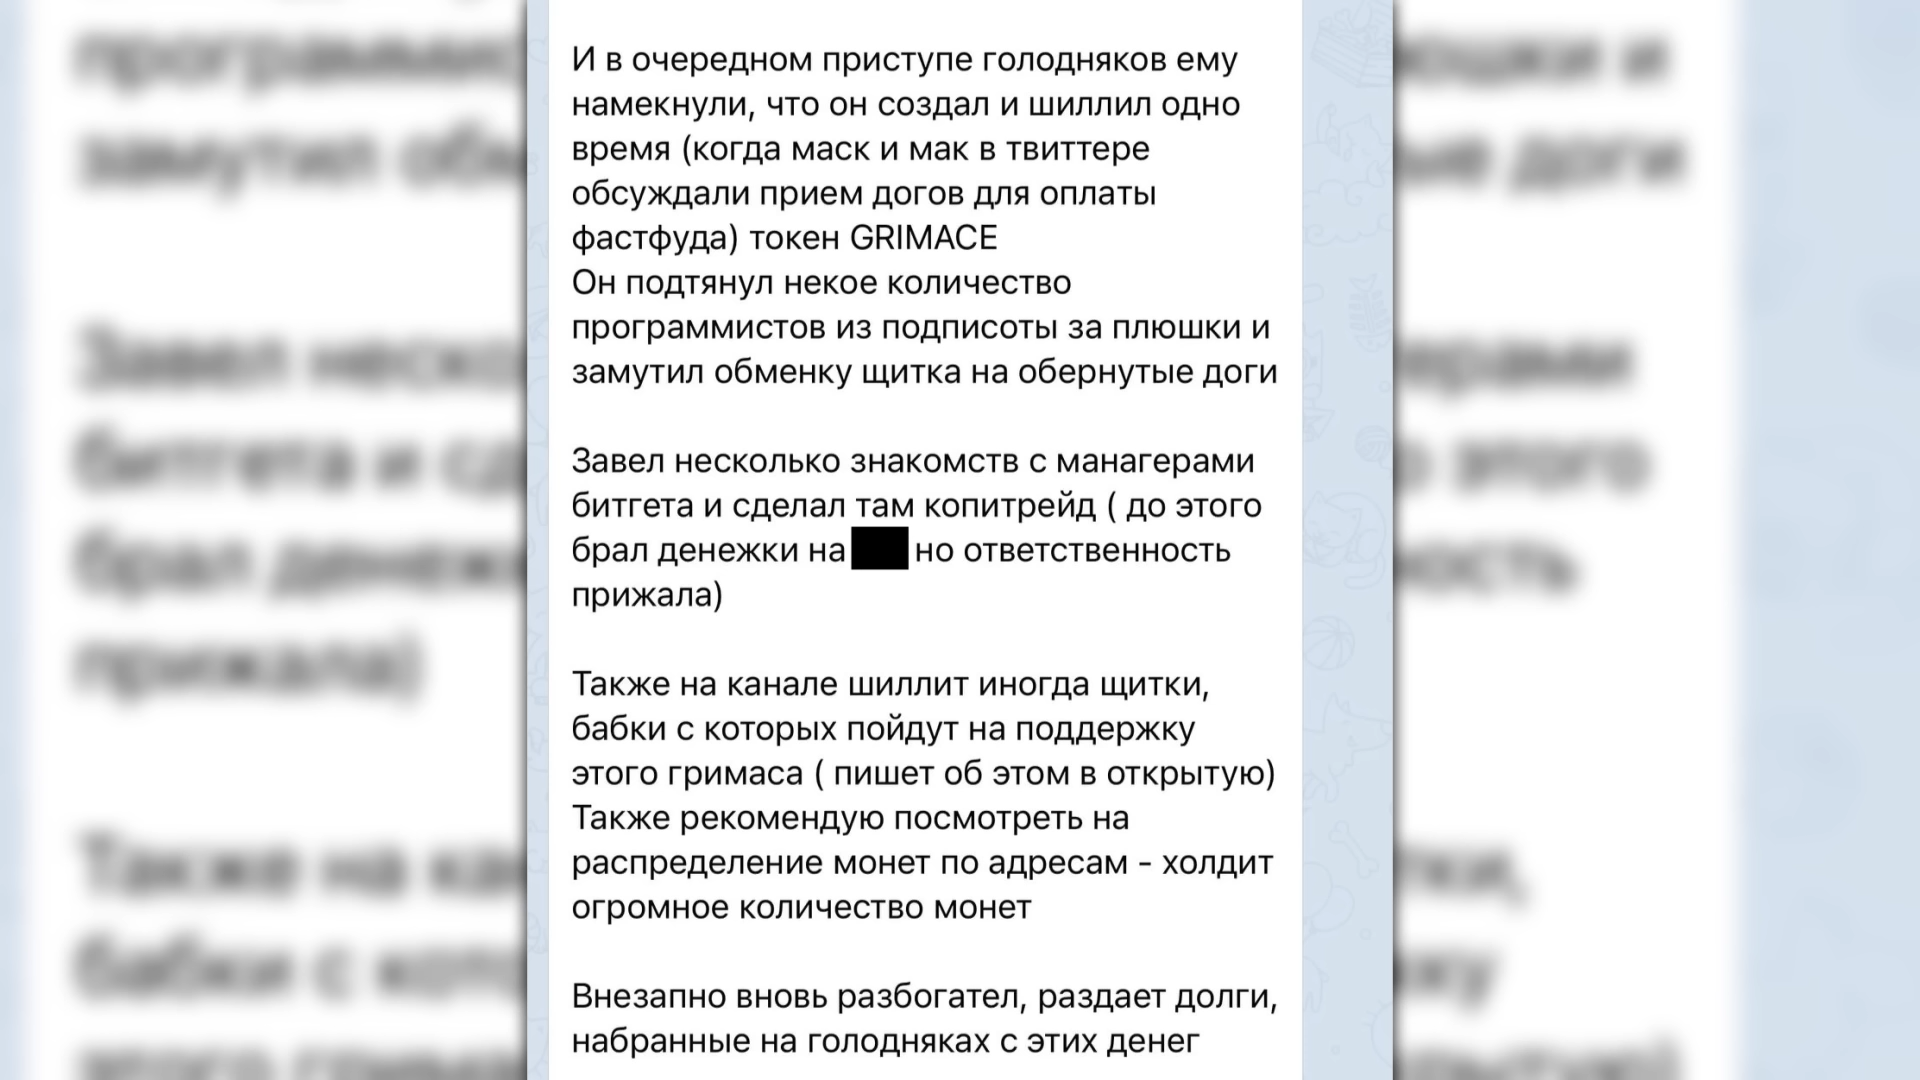 И в очередном приступе голодняков ему
намекнули, что он создал и шиллил одно
время (когда маск и мак в твиттере
обсуждали прием догов для оплаты
фастфуда) токен GRIMACE
Он подтянул некое количество
программистов из подписоты за плюшки и
замутил обменку щитка на обернутые доги
Завел несколько знакомств с манагерами
битгета и сделал там копитрейд ( до этого
брал денежки на но ответственность
прижала)
Также на канале шиллит иногда щитки,
бабки с которых пойдут на поддержку
этого гримаса ( пишет об этом в открытую)
Также рекомендую посмотреть на
распределение монет по адресам - холдит
огромное количество монет
Внезапно вновь разбогател, раздает долги,
набранные на голодняках с этих денег